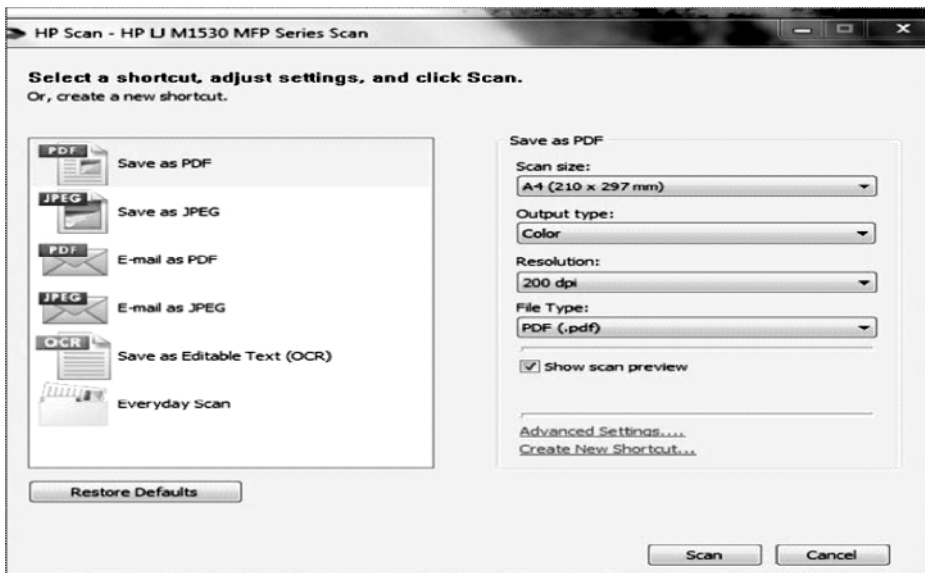 HP Scan - HP LJ M1530 MFP Series Scan
Select a shortcut, adjust settings, and click Scan.
Or, create a new shortcut.
PDF
Save as PDF
JPEG
Save as JPEG
PDF
E-mail as PDF
JPEG
E-mail as JPEG
OCR
Save as Editable Text (OCR)
Everyday Scan
Restore Defaults
Save as PDF
Scan size:
A4 (210 x 297 mm)
Output type:
Color
Resolution:
200 dpi
File Type:
PDF (.pdf)
Show scan preview
Advanced Settings....
Create New Shortcut...
Scan
Cancel